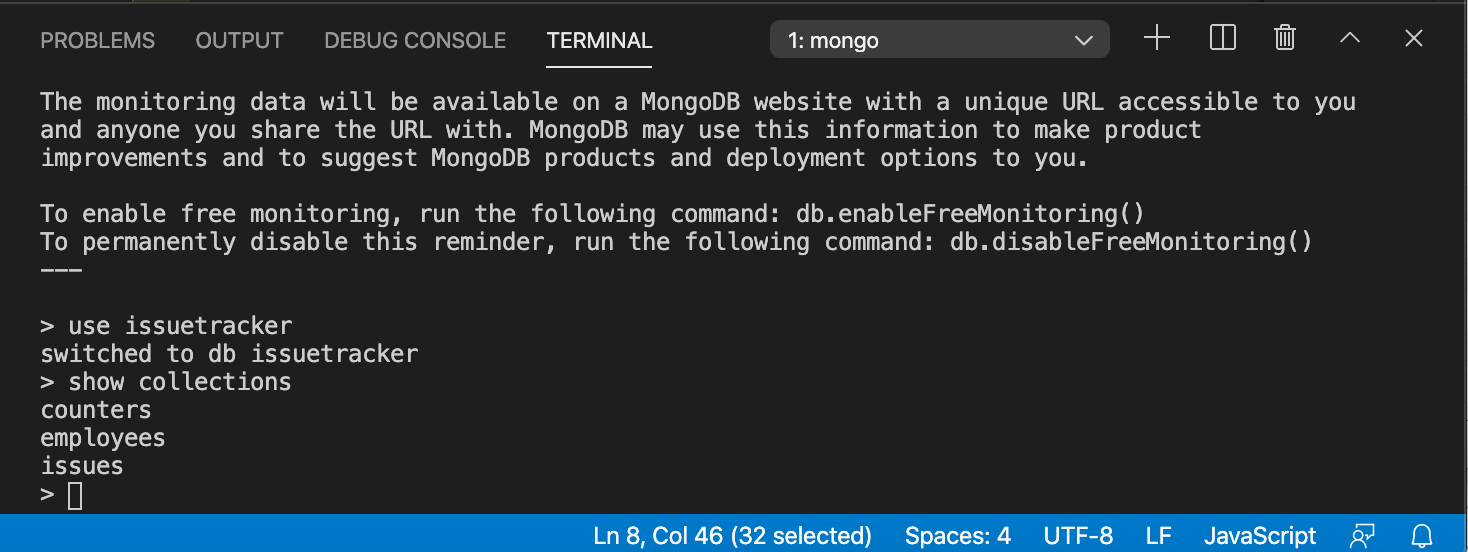 PROBLEMS OUTPUT DEBUG CONSOLE TERMINAL 1: mongo
The monitoring data will be available on a MongoDB website with a unique URL accessible to you
and anyone you share the URL with. MongoDB may use this information to make product
improvements and to suggest MongoDB products and deployment options to you.
To enable free monitoring, run the following command: db.enableFreeMonitoring()
To permanently disable this reminder, run the following command: db.disableFreeMonitoring()
---
> use issuetracker
switched to db issuetracker
> show collections
counters
employees
issues
>
Ln 8, Col 46 (32 selected) Spaces: 4 UTF-8 LF JavaScript